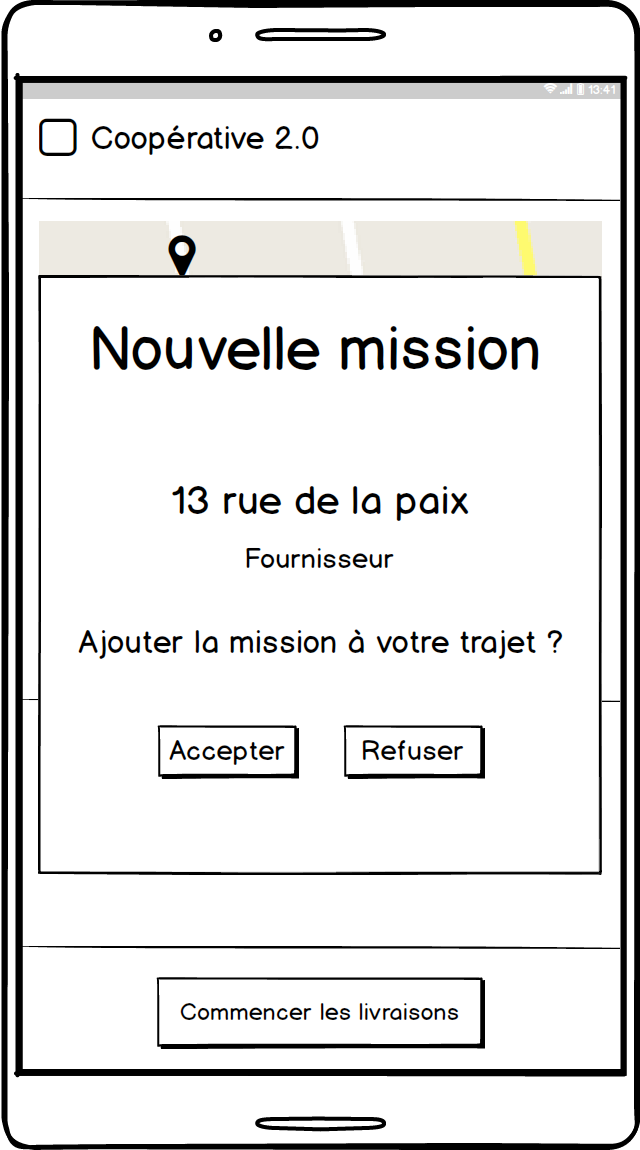 13:41
Coopérative 2.0
Nouvelle mission
13 rue de la paix
Fournisseur
Ajouter la mission à votre trajet ?
Accepter Refuser
Commencer les livraisons